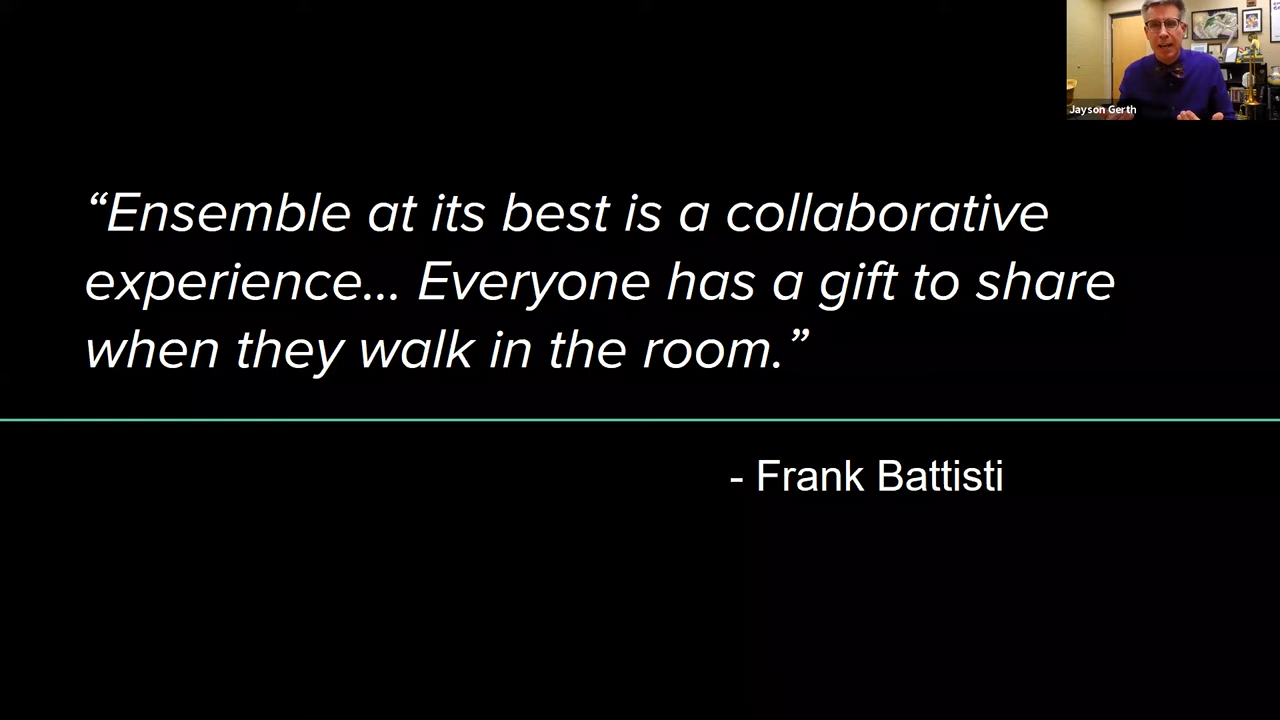 Jayson Gerth
“Ensemble at its best is a collaborative
experience... Everyone has a gift to share
when they walk in the room.”
- Frank Battisti